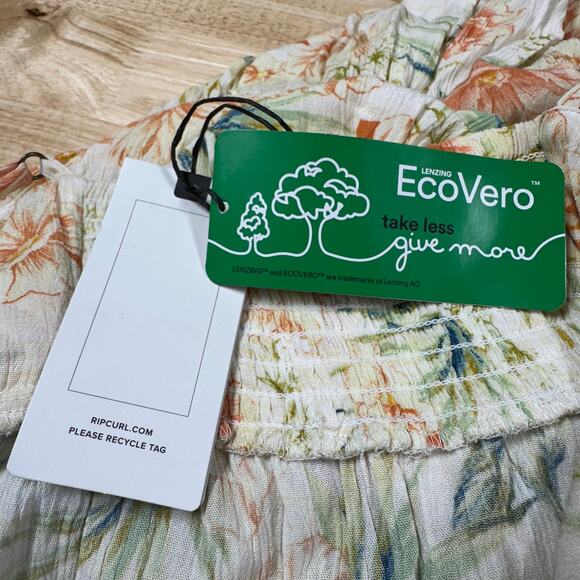 LENZING
EcoVero™
take less
give more
LENZING™ and ECOVERO™ are trademarks of Lenzing AG
RIPCURL.COM
PLEASE RECYCLE TAG